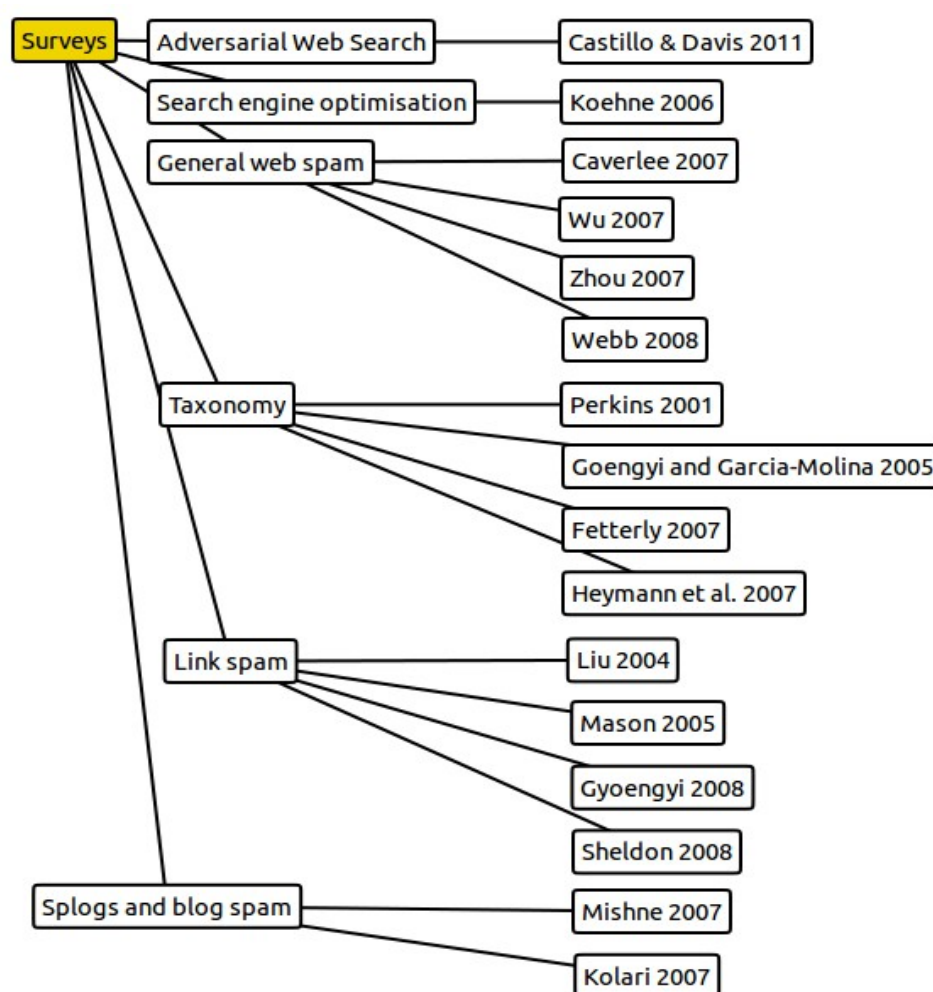 Surveys
Adversarial Web Search
Castillo & Davis 2011
Search engine optimisation
Koehne 2006
General web spam
Caverlee 2007
Wu 2007
Zhou 2007
Webb 2008
Taxonomy
Perkins 2001
Goengyi and Garcia-Molina 2005
Fetterly 2007
Heymann et al. 2007
Link spam
Liu 2004
Mason 2005
Gyoengyi 2008
Sheldon 2008
Splogs and blog spam
Mishne 2007
Kolari 2007